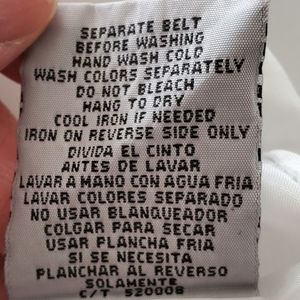 SEPARATE BELT
BEFORE WASHING
HAND WASH COLD
WASH COLORS SEPARATELY
DO NOT BLEACH
HANG TO DRY
COOL IRON IF NEEDED
IRON ON REVERSE SIDE ONLY
DIVIDA EL CINTO
ANTES DE LAVAR
LAVAR A MANO CON AGUA FRIA
LAVAR COLORES SEPARADO
NO USAR BLANQUEADOR
COLGAR PARA SECAR
USAR PLANCHA FRIA
SI SE NECESITA
PLANCHAR AL REVERSO
SOLAMENTE
C/T 520008